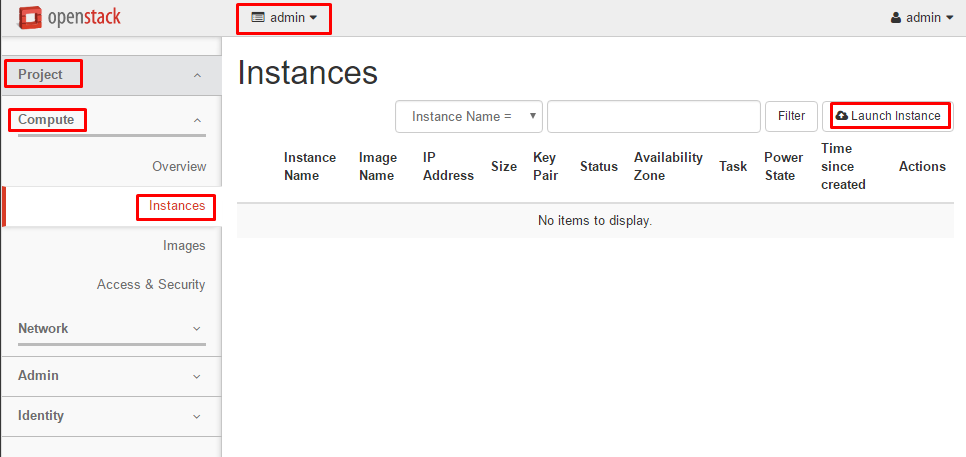 openstack
admin
admin
Project
Compute
Overview
Instances
Images
Access & Security
Network
Admin
Identity
Instances
Instance Name =
Filter
Launch Instance
Instance Name
Image Name
IP Address
Size
Key Pair
Status
Availability Zone
Task
Power State
Time since created
Actions
No items to display.